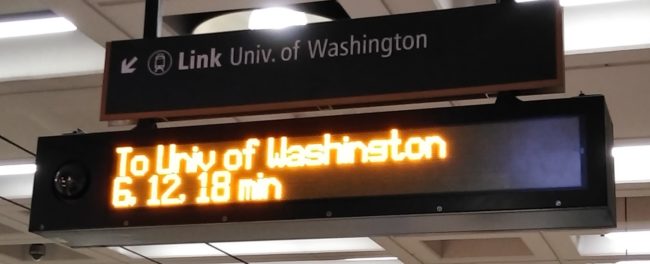 Link Univ. of Washington
To Univ of Washington
6, 12, 18 min